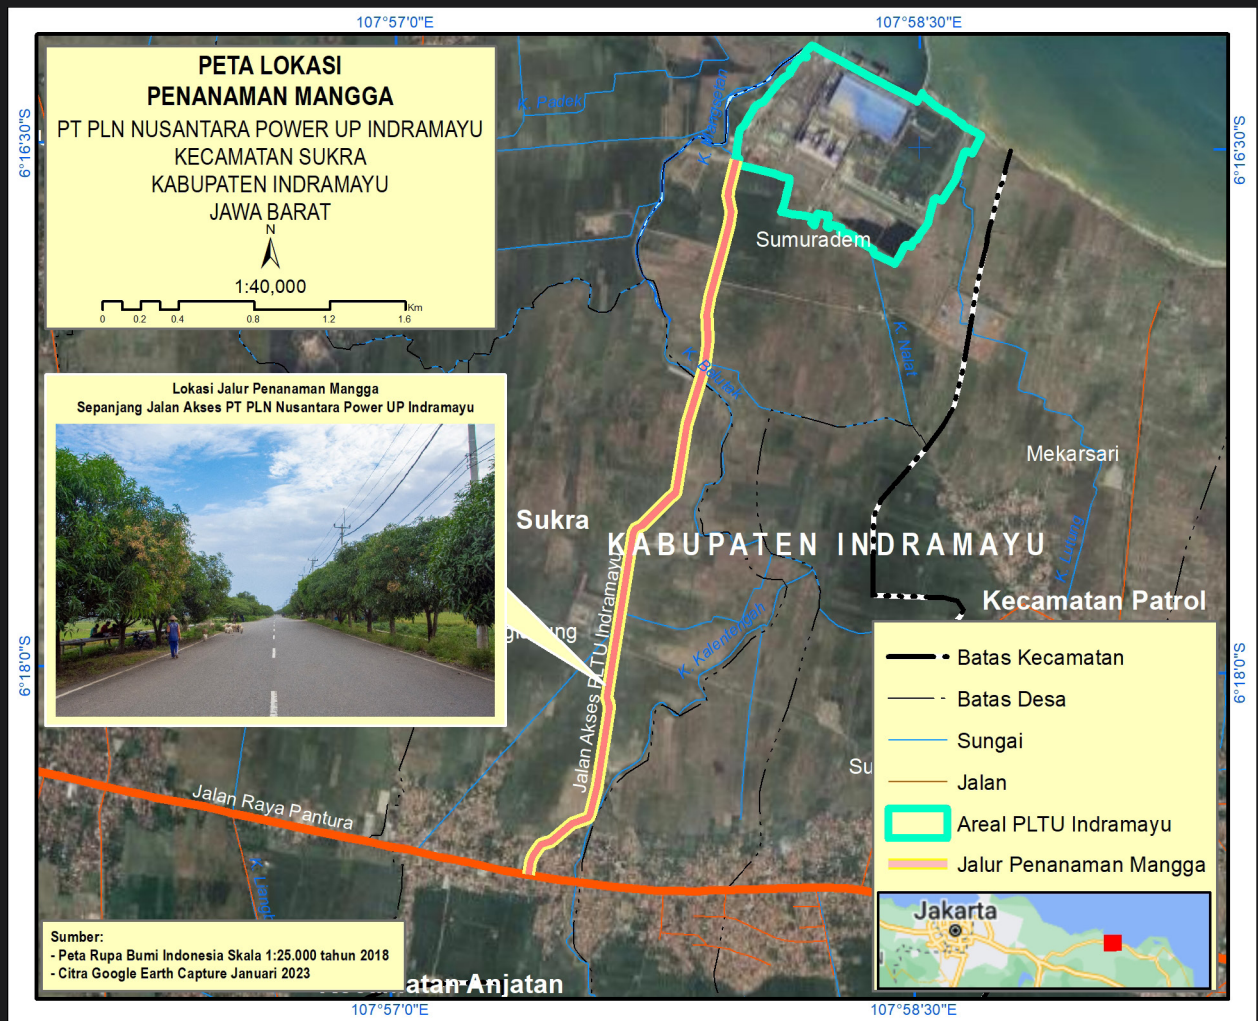 107°57'0"E
107°58'30"E
6°16'30"S
6°16'30"S
PETA LOKASI
PENANAMAN MANGGA
PT PLN NUSANTARA POWER UP INDRAMAYU
KECAMATAN SUKRA
KABUPATEN INDRAMAYU
JAWA BARAT
N
1:40,000
Km
0 0.2 0.4 0.8 1.2 1.6
K. Padek
Sumuradem
K. Nalat
Lokasi Jalur Penanaman Mangga
Sepanjang Jalan Akses PT PLN Nusantara Power UP Indramayu
Mekarsari
Sukra
KABUPATEN INDRAMAYU
Kecamatan Patrol
K. Kalentengah
Jalan Akses PLTU Indramayu
6°18'0"S
6°18'0"S
Su
Jalan Raya Pantura
Batas Kecamatan
Batas Desa
Sungai
Jalan
Areal PLTU Indramayu
Jalur Penanaman Mangga
Jakarta
Sumber:
- Peta Rupa Bumi Indonesia Skala 1:25.000 tahun 2018
- Citra Google Earth Capture Januari 2023
Kecamatan Anjatan
107°57'0"E
107°58'30"E